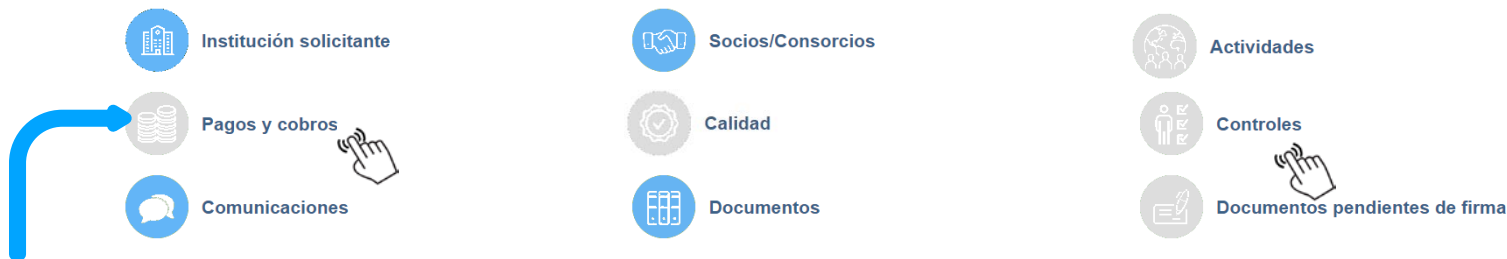 Institución solicitante
Socios/Consorcios
Actividades
Pagos y cobros
Calidad
Controles
Comunicaciones
Documentos
Documentos pendientes de firma